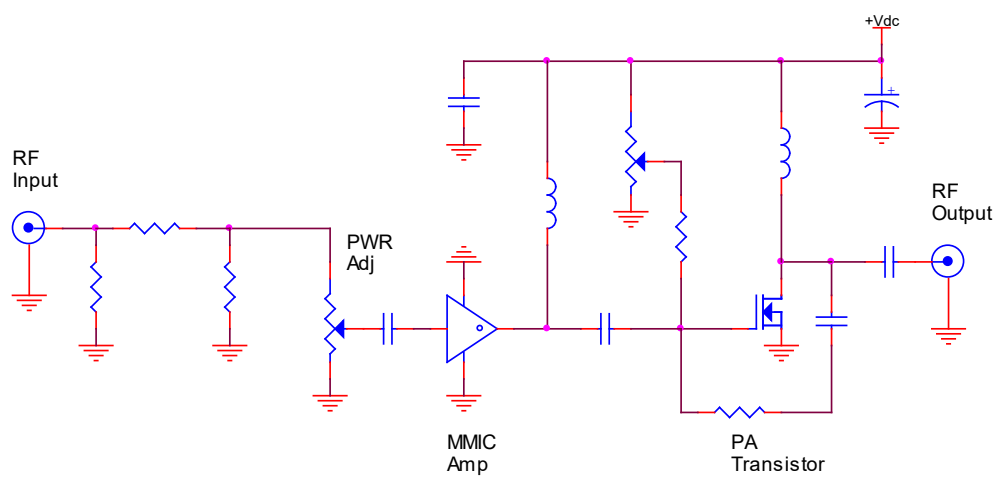 +Vdc
RF
Input
PWR
Adj
RF
Output
MMIC
Amp
PA
Transistor